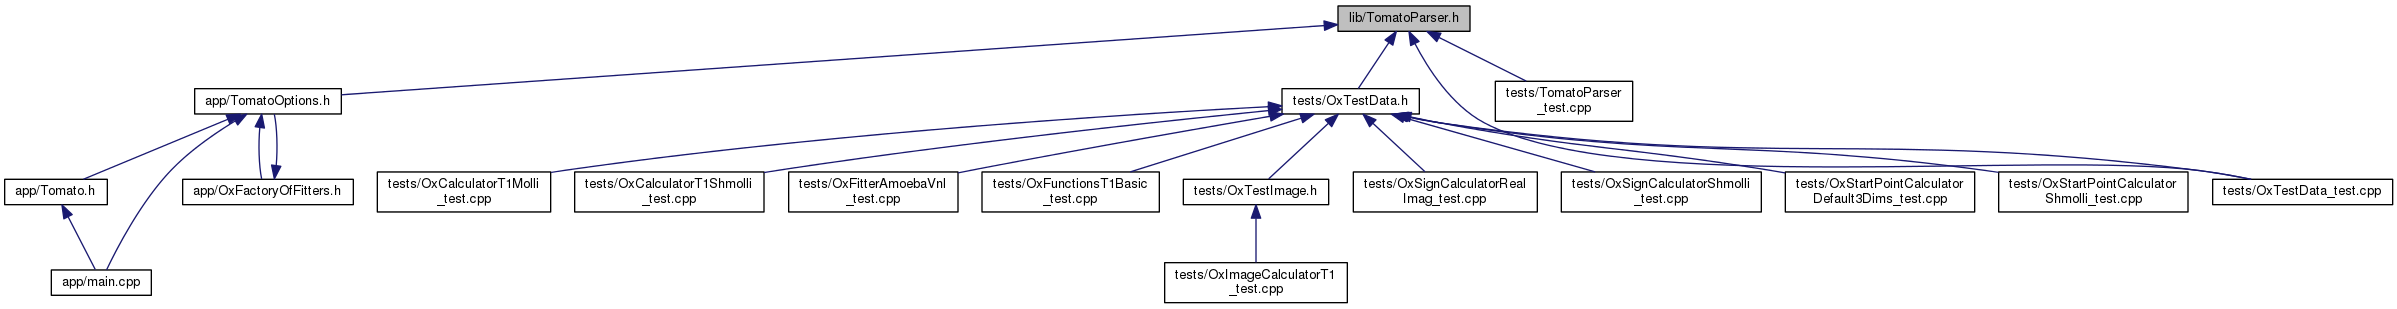 lib/TomatoParser.h
app/TomatoOptions.h
tests/OxTestData.h
tests/TomatoParser
_test.cpp
app/Tomato.h
app/OxFactoryOfFitters.h
tests/OxCalculatorT1Molli
_test.cpp
tests/OxCalculatorT1Shmolli
_test.cpp
tests/OxFitterAmoebaVnl
_test.cpp
tests/OxFunctionsT1Basic
_test.cpp
tests/OxTestImage.h
tests/OxSignCalculatorReal
Imag_test.cpp
tests/OxSignCalculatorShmolli
_test.cpp
tests/OxStartPointCalculator
Default3Dims_test.cpp
tests/OxStartPointCalculator
Shmolli_test.cpp
tests/OxTestData_test.cpp
app/main.cpp
tests/OxImageCalculatorT1
_test.cpp